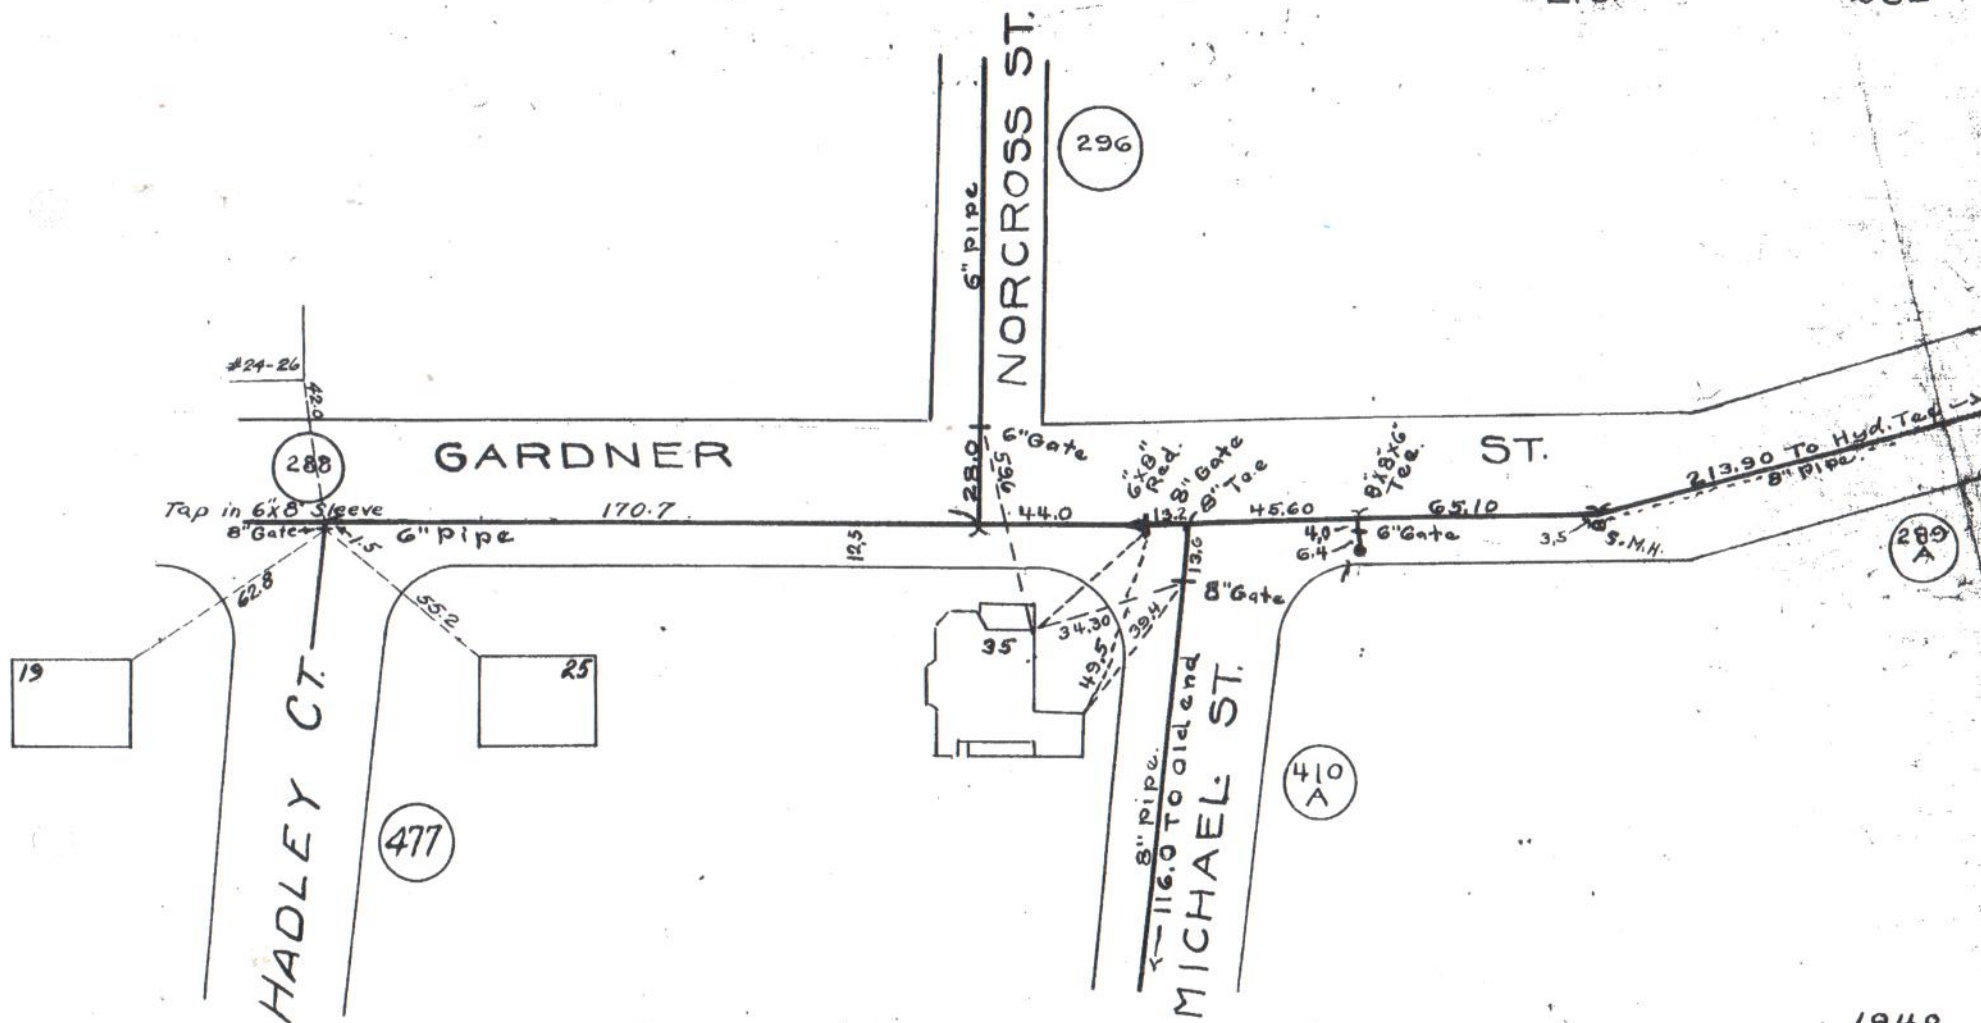 NORCROSS ST.
296
6" pipe
#24-26
42.0
288
GARDNER
ST.
6" Gate
28.0
59.6
6"x8"
Red.
8" Gate
8" Tee
8"x8"x6"
Tee.
213.90 To Hyd. Tee
8" pipe.
Tap in 6x8" Sleeve
8" Gate
1.5
6" pipe
170.7
44.0
13.2
45.60
65.10
12.5
4.0
6" Gate
6.4
3.5
S.M.H.
289
A
13.6
8" Gate
62.8
55.2
19
25
35
34.30
39.4
49.5
HADLEY CT.
477
8" pipe.
116.0 To old end
MICHAEL ST.
410
A